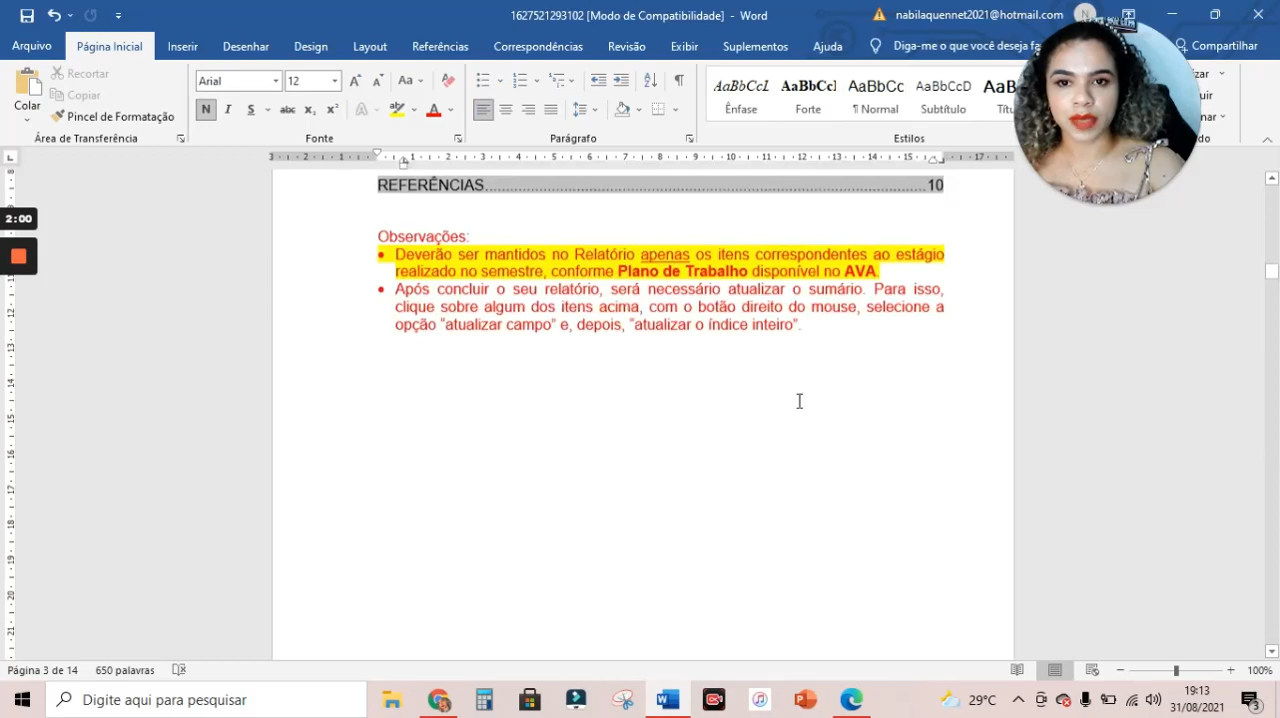 1627521293102 [Modo de Compatibilidade] - Word
nabilaquennet2021@hotmail.com
N
Arquivo
Página Inicial
Inserir
Desenhar
Design
Layout
Referências
Correspondências
Revisão
Exibir
Suplementos
Ajuda
Diga-me o que você deseja fa
Compartilhar
Colar
Recortar
Copiar
Pincel de Formatação
Área de Transferência
Arial
12
Fonte
Parágrafo
AaBbCcL
AaBbCcI
AaBbCc
AaBbCcD
Ênfase
Forte
¶ Normal
Subtítulo
Estilos
REFERÊNCIAS 10
Observações:
• Deverão ser mantidos no Relatório apenas os itens correspondentes ao estágio
realizado no semestre, conforme Plano de Trabalho disponível no AVA.
• Após concluir o seu relatório, será necessário atualizar o sumário. Para isso,
clique sobre algum dos itens acima, com o botão direito do mouse, selecione a
opção “atualizar campo” e, depois, “atualizar o índice inteiro”.
2:00
Página 3 de 14
650 palavras
100%
Digite aqui para pesquisar
29°C
19:13
31/08/2021
3